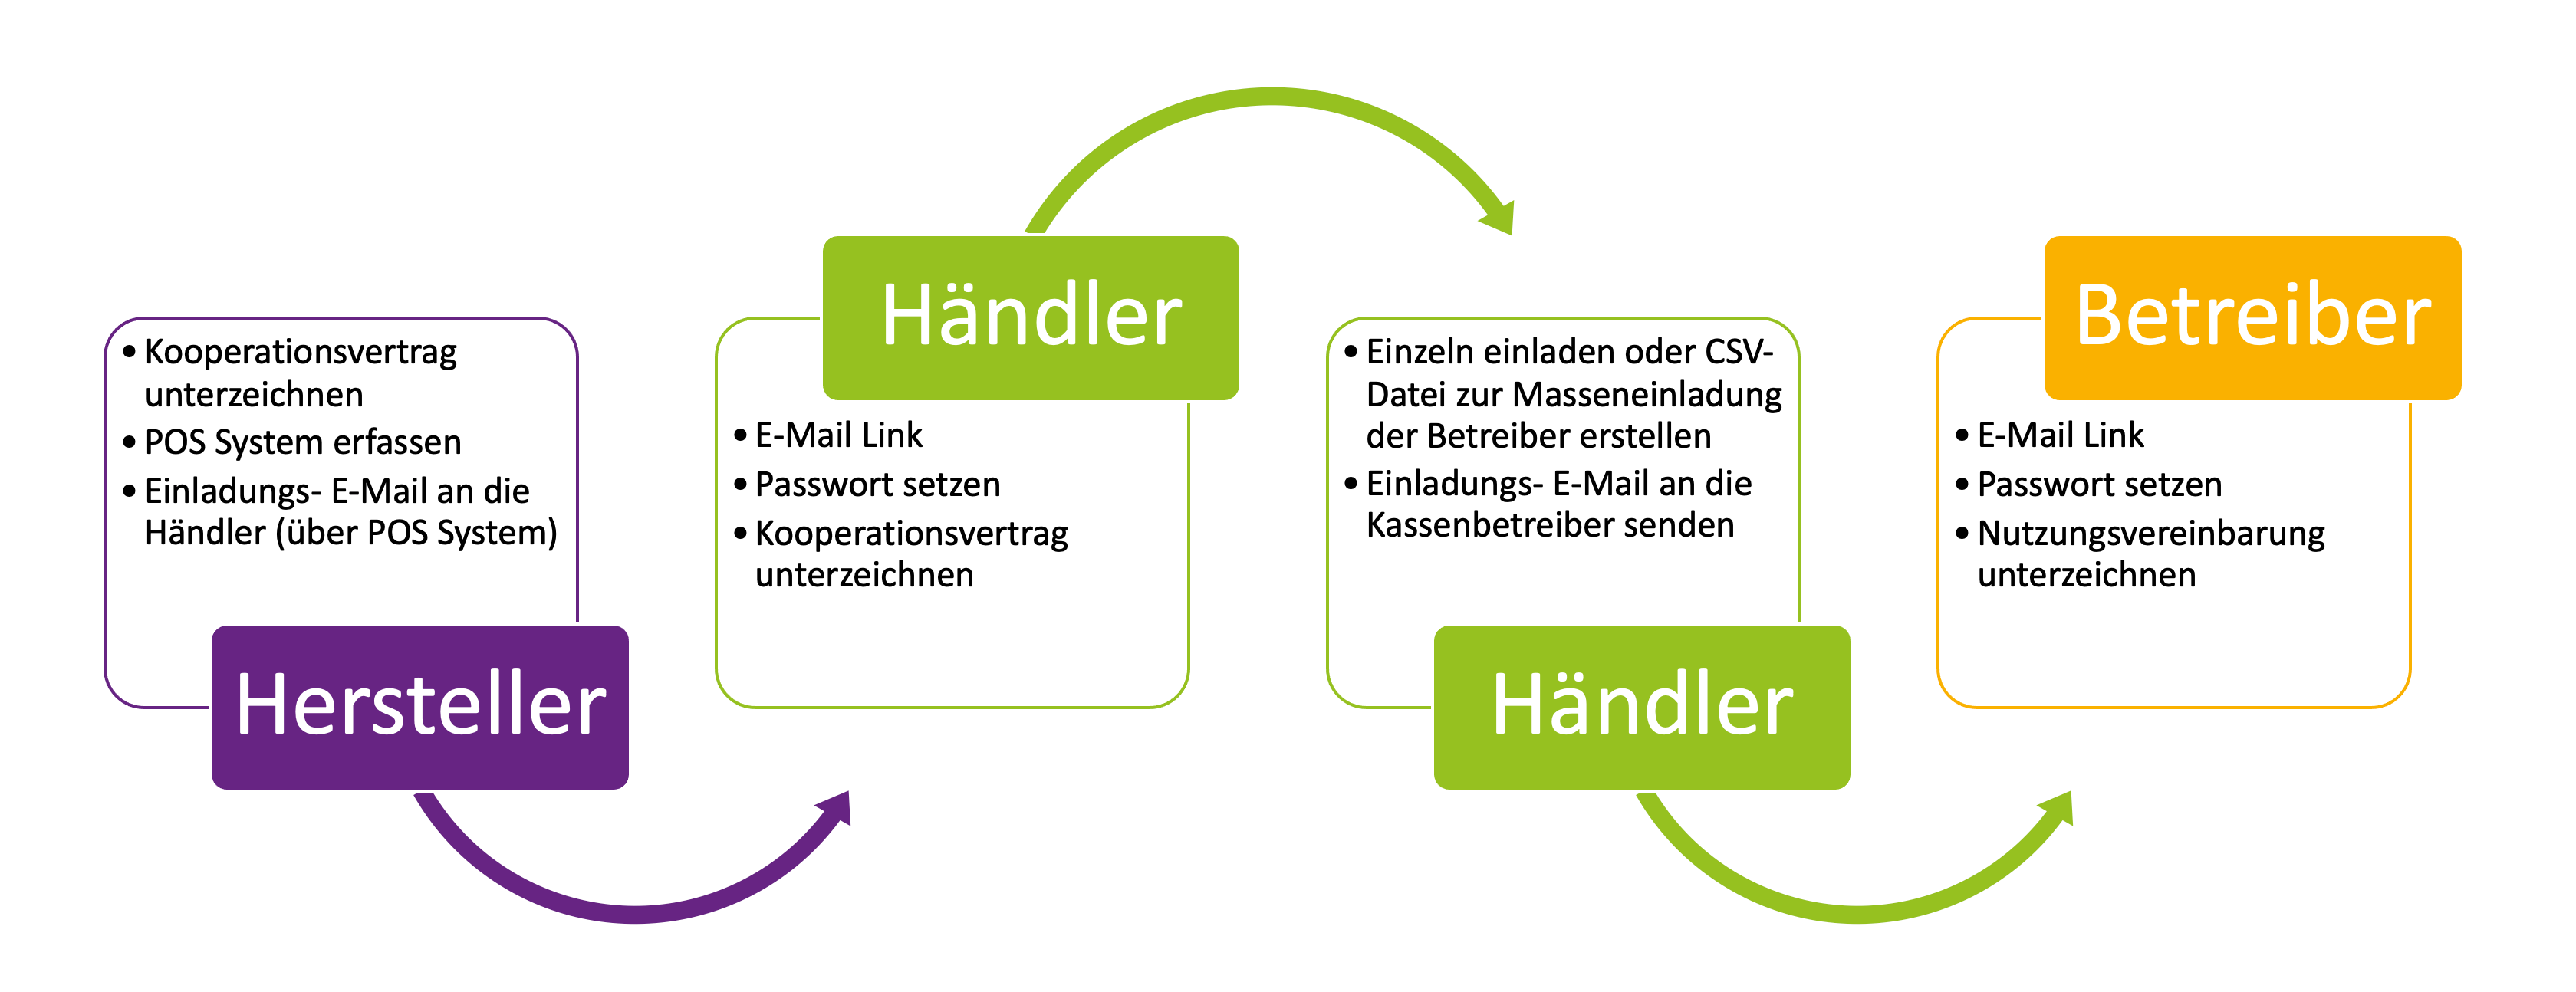 • Kooperationsvertrag
unterzeichnen
• POS System erfassen
• Einladungs- E-Mail an die
Händler (über POS System)
Hersteller
Händler
• E-Mail Link
• Passwort setzen
• Kooperationsvertrag
unterzeichnen
• Einzeln einladen oder CSV-
Datei zur Masseneinladung
der Betreiber erstellen
• Einladungs- E-Mail an die
Kassenbetreiber senden
Händler
Betreiber
• E-Mail Link
• Passwort setzen
• Nutzungsvereinbarung
unterzeichnen